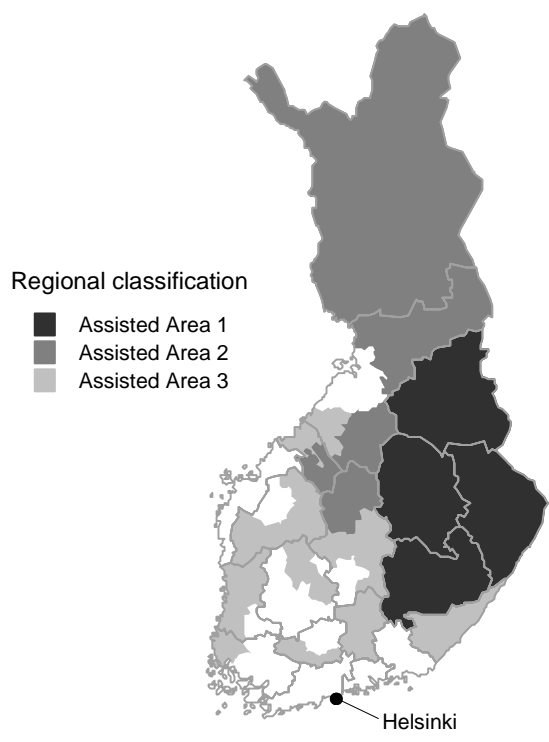 Regional classification
Assisted Area 1
Assisted Area 2
Assisted Area 3
Helsinki